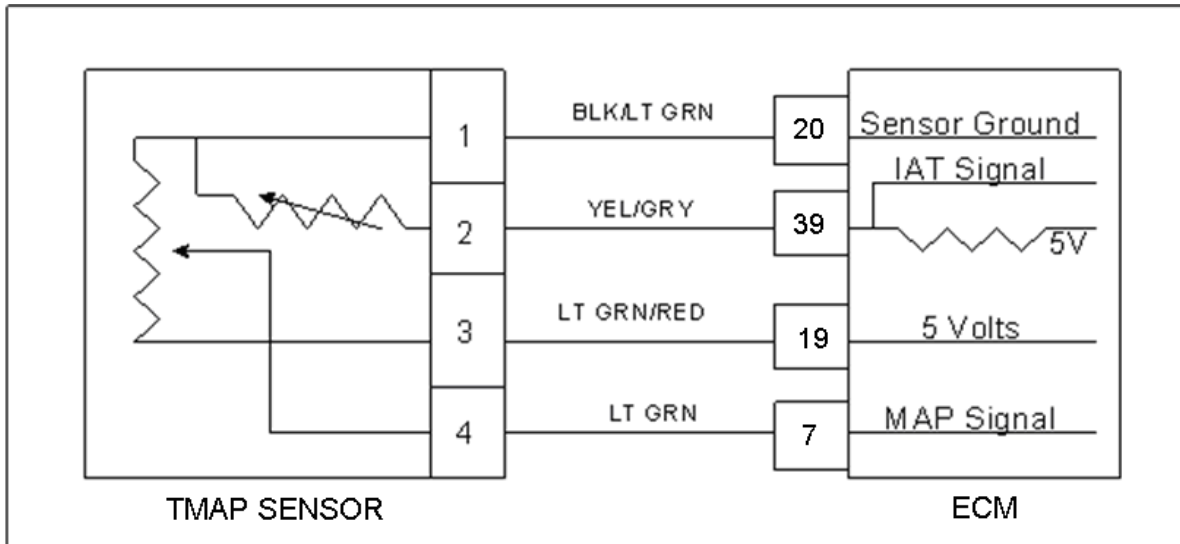 BLK/LT GRN
1
20
Sensor Ground
IAT Signal
YEL/GRY
2
39
5V
LT GRN/RED
3
19
5 Volts
LT GRN
4
7
MAP Signal
TMAP SENSOR
ECM